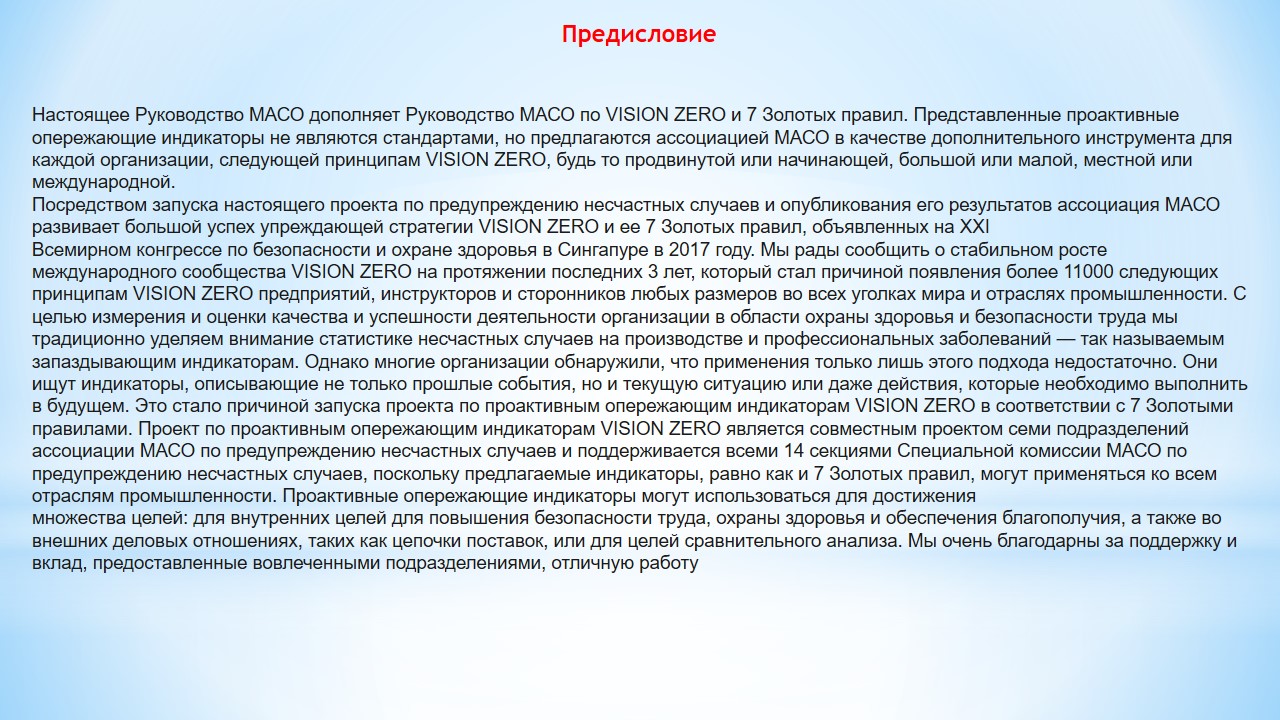 Предисловие
Настоящее Руководство МАСО дополняет Руководство МАСО по VISION ZERO и 7 Золотых правил. Представленные проактивные
опережающие индикаторы не являются стандартами, но предлагаются ассоциацией МАСО в качестве дополнительного инструмента для
каждой организации, следующей принципам VISION ZERO, будь то продвинутой или начинающей, большой или малой, местной или
международной.
Посредством запуска настоящего проекта по предупреждению несчастных случаев и опубликования его результатов ассоциация МАСО
развивает большой успех упреждающей стратегии VISION ZERO и ее 7 Золотых правил, объявленных на XXI
Всемирном конгрессе по безопасности и охране здоровья в Сингапуре в 2017 году. Мы рады сообщить о стабильном росте
международного сообщества VISION ZERO на протяжении последних 3 лет, который стал причиной появления более 11000 следующих
принципам VISION ZERO предприятий, инструкторов и сторонников любых размеров во всех уголках мира и отраслях промышленности. С
целью измерения и оценки качества и успешности деятельности организации в области охраны здоровья и безопасности труда мы
традиционно уделяем внимание статистике несчастных случаев на производстве и профессиональных заболеваний — так называемым
запаздывающим индикаторам. Однако многие организации обнаружили, что применения только лишь этого подхода недостаточно. Они
ищут индикаторы, описывающие не только прошлые события, но и текущую ситуацию или даже действия, которые необходимо выполнить
в будущем. Это стало причиной запуска проекта по проактивным опережающим индикаторам VISION ZERO в соответствии с 7 Золотыми
правилами. Проект по проактивным опережающим индикаторам VISION ZERO является совместным проектом семи подразделений
ассоциации МАСО по предупреждению несчастных случаев и поддерживается всеми 14 секциями Специальной комиссии МАСО по
предупреждению несчастных случаев, поскольку предлагаемые индикаторы, равно как и 7 Золотых правил, могут применяться ко всем
отраслям промышленности. Проактивные опережающие индикаторы могут использоваться для достижения
множества целей: для внутренних целей для повышения безопасности труда, охраны здоровья и обеспечения благополучия, а также во
внешних деловых отношениях, таких как цепочки поставок, или для целей сравнительного анализа. Мы очень благодарны за поддержку и
вклад, предоставленные вовлеченными подразделениями, отличную работу